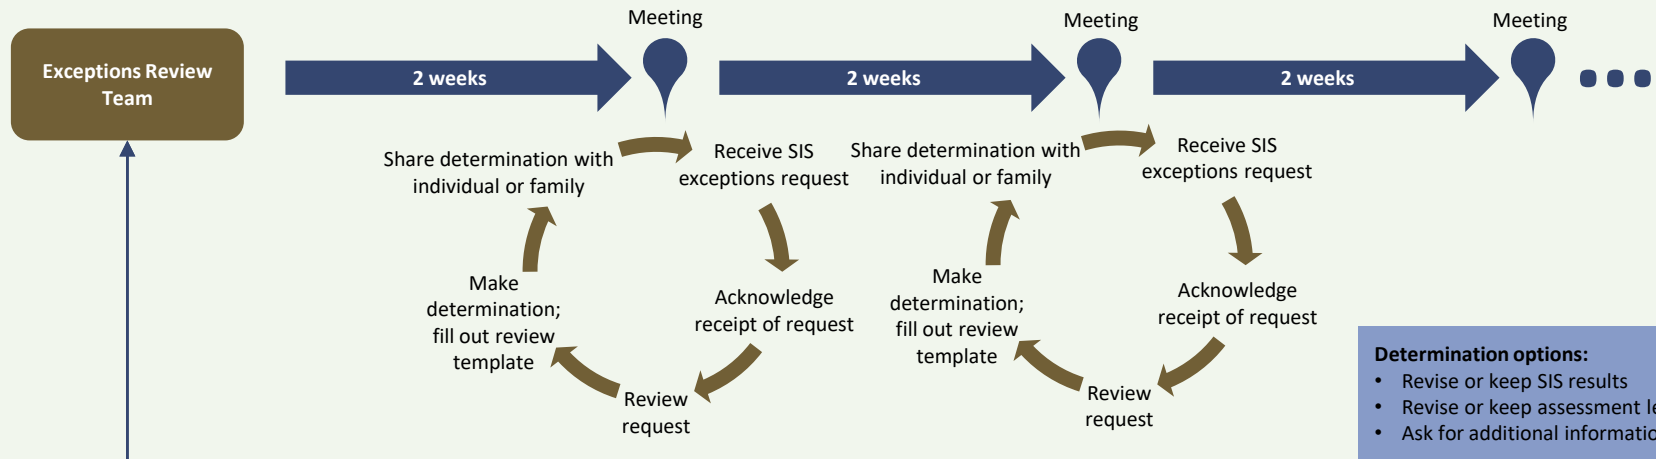 Exceptions Review
Team
2 weeks
Meeting
2 weeks
Meeting
2 weeks
Meeting
Share determination with
individual or family
Receive SIS
exceptions request
Acknowledge
receipt of request
Review
request
Make
determination;
fill out review
template
Share determination with
individual or family
Receive SIS
exceptions request
Acknowledge
receipt of request
Review
request
Make
determination;
fill out review
template
Determination options:
• Revise or keep SIS results
• Revise or keep assessment
• Ask for additional